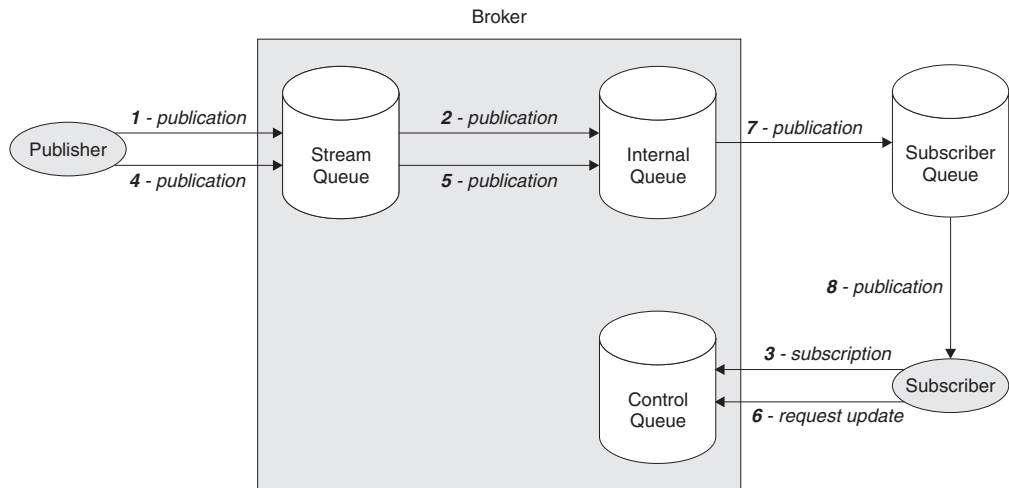 Broker
1 - publication
2 - publication
7 - publication
Publisher
Stream
Queue
Internal
Queue
Subscriber
Queue
4 - publication
5 - publication
8 - publication
3 - subscription
Subscriber
Control
Queue
6 - request update